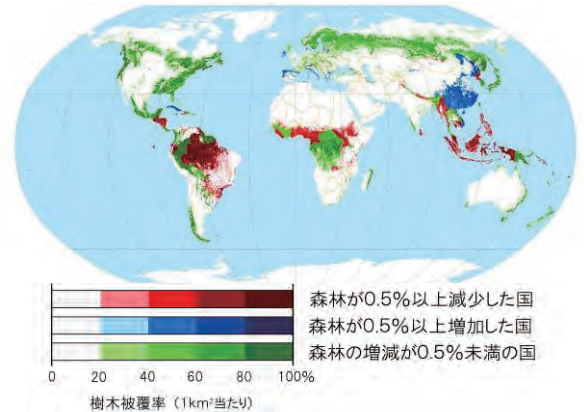 森林が0.5%以上減少した国
森林が0.5%以上増加した国
森林の増減が0.5%未満の国
0 20 40 60 80 100%
樹木被覆率（1km²当たり）